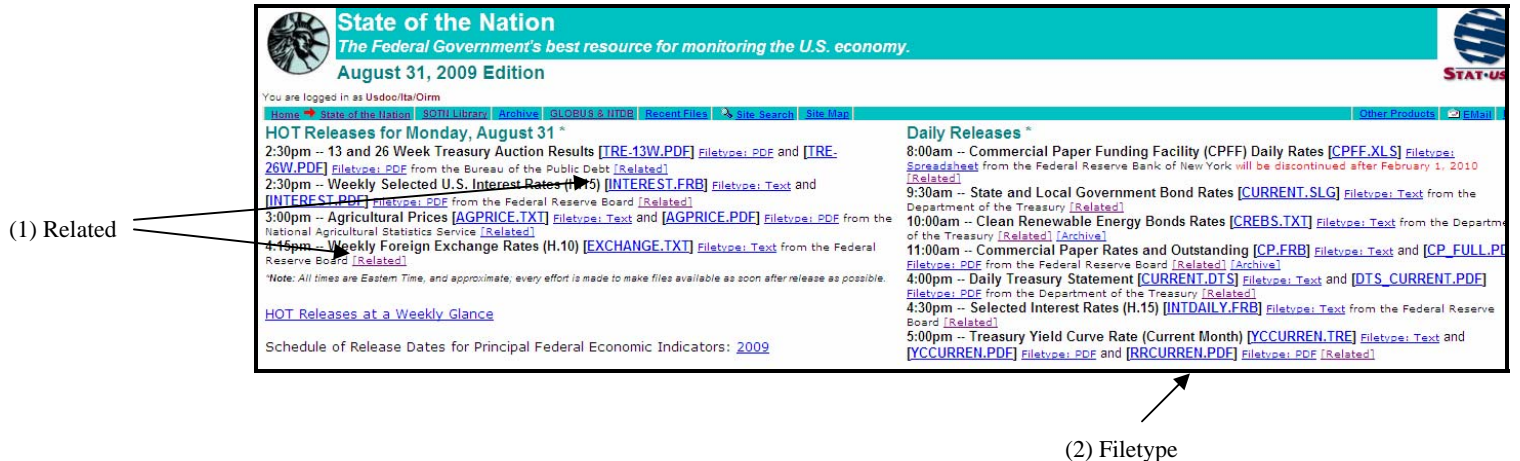 State of the Nation
The Federal Government's best resource for monitoring the U.S. economy.
August 31, 2009 Edition
STAT-US
You are logged in as Usdoc/Ita/Oirm
Home State of the Nation SOTN Library Archive GLOBUS & NTDB Recent Files Site Search Site Map Other Products EMail
HOT Releases for Monday, August 31 *
2:30pm -- 13 and 26 Week Treasury Auction Results [TRE-13W.PDF] Filetype: PDF and [TRE-
26W.PDF] Filetype: PDF from the Bureau of the Public Debt [Related]
2:30pm -- Weekly Selected U.S. Interest Rates (H.15) [INTEREST.FRB] Filetype: Text and
[INTEREST.PDF] Filetype: PDF from the Federal Reserve Board [Related]
3:00pm -- Agricultural Prices [AGPRICE.TXT] Filetype: Text and [AGPRICE.PDF] Filetype: PDF from the
National Agricultural Statistics Service [Related]
4:15pm -- Weekly Foreign Exchange Rates (H.10) [EXCHANGE.TXT] Filetype: Text from the Federal
Reserve Board [Related]
*Note: All times are Eastern Time, and approximate; every effort is made to make files available as soon after release as possible.
HOT Releases at a Weekly Glance
Schedule of Release Dates for Principal Federal Economic Indicators: 2009
Daily Releases *
8:00am -- Commercial Paper Funding Facility (CPFF) Daily Rates [CPFF.XLS] Filetype:
Spreadsheet from the Federal Reserve Bank of New York will be discontinued after February 1, 2010
[Related]
9:30am -- State and Local Government Bond Rates [CURRENT.SLG] Filetype: Text from the
Department of the Treasury [Related]
10:00am -- Clean Renewable Energy Bonds Rates [CREBS.TXT] Filetype: Text from the Departme
of the Treasury [Related] [Archive]
11:00am -- Commercial Paper Rates and Outstanding [CP.FRB] Filetype: Text and [CP_FULL.PD
Filetype: PDF from the Federal Reserve Board [Related] [Archive]
4:00pm -- Daily Treasury Statement [CURRENT.DTS] Filetype: Text and [DTS_CURRENT.PDF]
Filetype: PDF from the Department of the Treasury [Related]
4:30pm -- Selected Interest Rates (H.15) [INTDAILY.FRB] Filetype: Text from the Federal Reserve
Board [Related]
5:00pm -- Treasury Yield Curve Rate (Current Month) [YCCURREN.TRE] Filetype: Text and
[YCCURREN.PDF] Filetype: PDF and [RRCURREN.PDF] Filetype: PDF [Related]
(1) Related
(2) Filetype